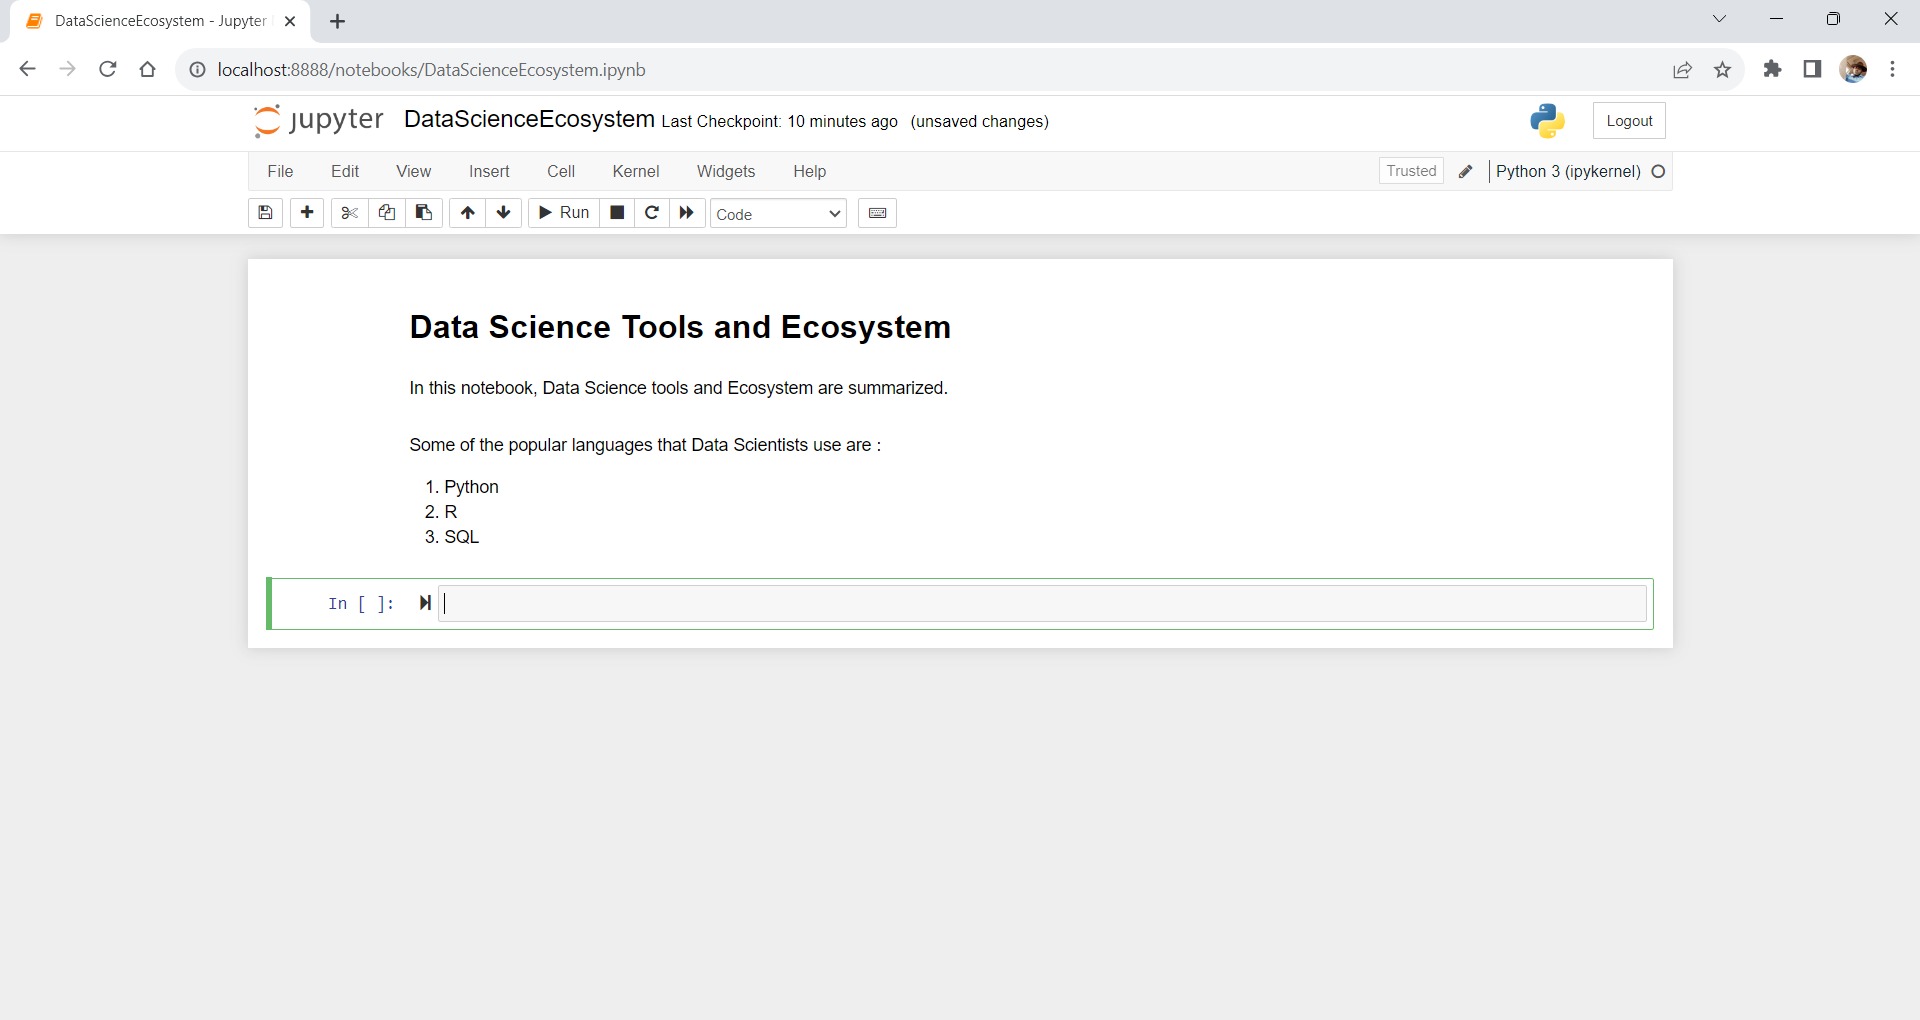 DataScienceEcosystem - Jupyter
localhost:8888/notebooks/DataScienceEcosystem.ipynb
jupyter DataScienceEcosystem Last Checkpoint: 10 minutes ago (unsaved changes) Logout
File Edit View Insert Cell Kernel Widgets Help Trusted Python 3 (ipykernel)
Run Code
Data Science Tools and Ecosystem
In this notebook, Data Science tools and Ecosystem are summarized.
Some of the popular languages that Data Scientists use are :
1. Python
2. R
3. SQL
In [ ]: